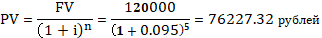 PV = FV / (1 + i)^n = 120000 / (1 + 0.095)^5 = 76227.32 рублей